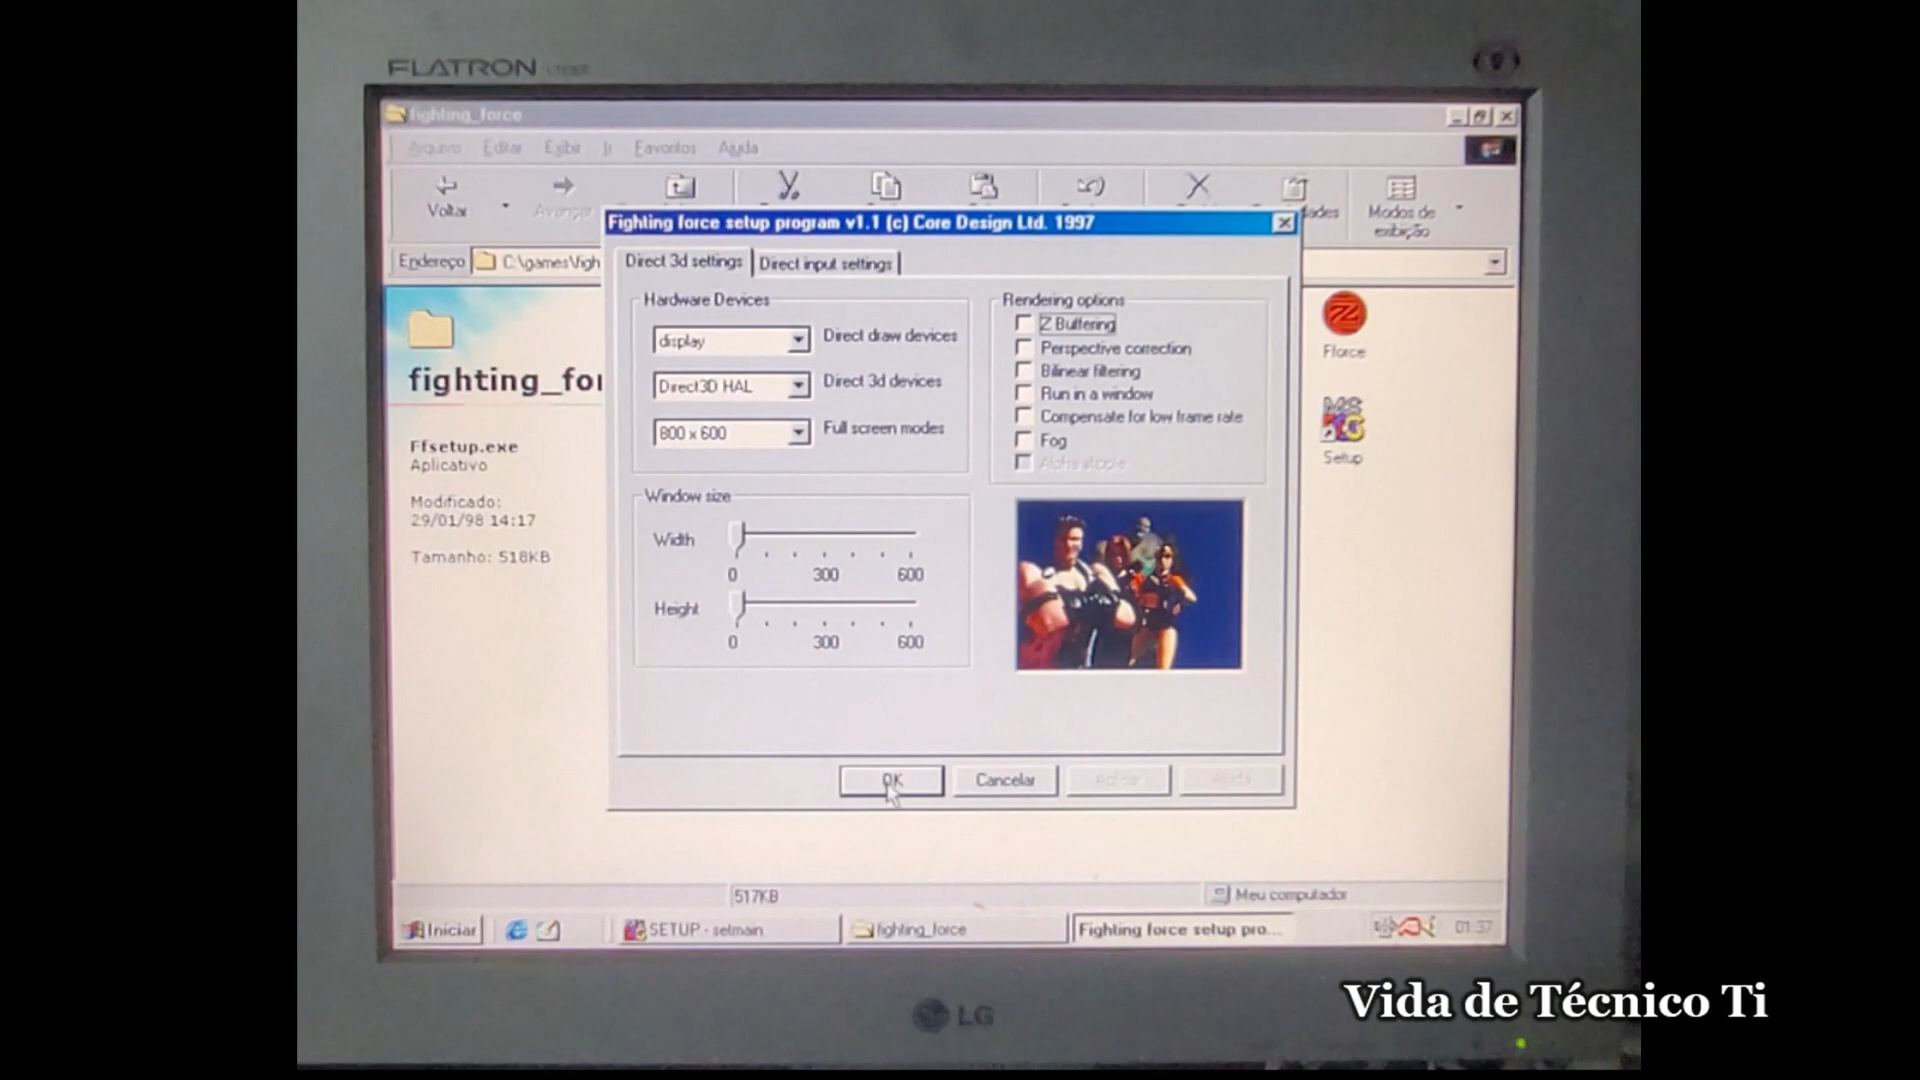 FLATRON
fighting_force
Arquivo Editar Exibir Ir Favoritos Ajuda
Voltar
Avançar
Modos de exibição
Endereço C:\games\figh
Fighting force setup program v1.1 (c) Core Design Ltd. 1997
Direct 3d settings Direct input settings
Hardware Devices
display Direct draw devices
Direct3D HAL Direct 3d devices
800 x 600 Full screen modes
Rendering options
Z Buffering
Perspective correction
Bilinear filtering
Run in a window
Compensate for low frame rate
Fog
Alpha stipple
Window size
Width
0 300 600
Height
0 300 600
OK Cancelar
fighting_for
Ffsetup.exe
Aplicativo
Modificado:
29/01/98 14:17
Tamanho: 518KB
Fforce
Setup
517KB Meu computador
Iniciar SETUP - selmain fighting_force Fighting force setup pro... 01:37
LG
Vida de Técnico Ti